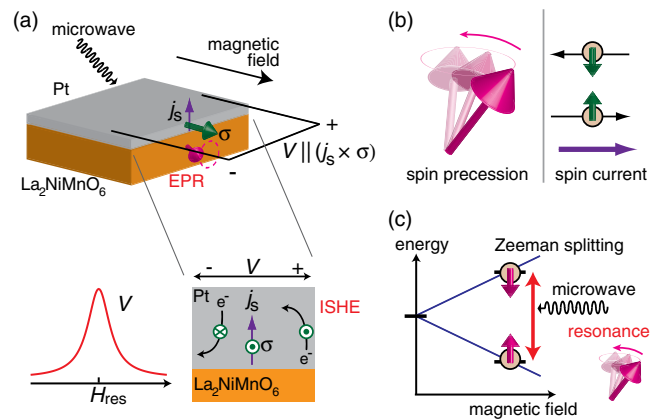 (a)
microwave
magnetic
field
Pt
jS
σ
+
-
V || (jS × σ)
EPR
La2NiMnO6
- V +
Pt
e-
jS
ISHE
σ
e-
La2NiMnO6
V
Hres
(b)
spin precession
spin current
(c)
energy
Zeeman splitting
microwave
resonance
magnetic field